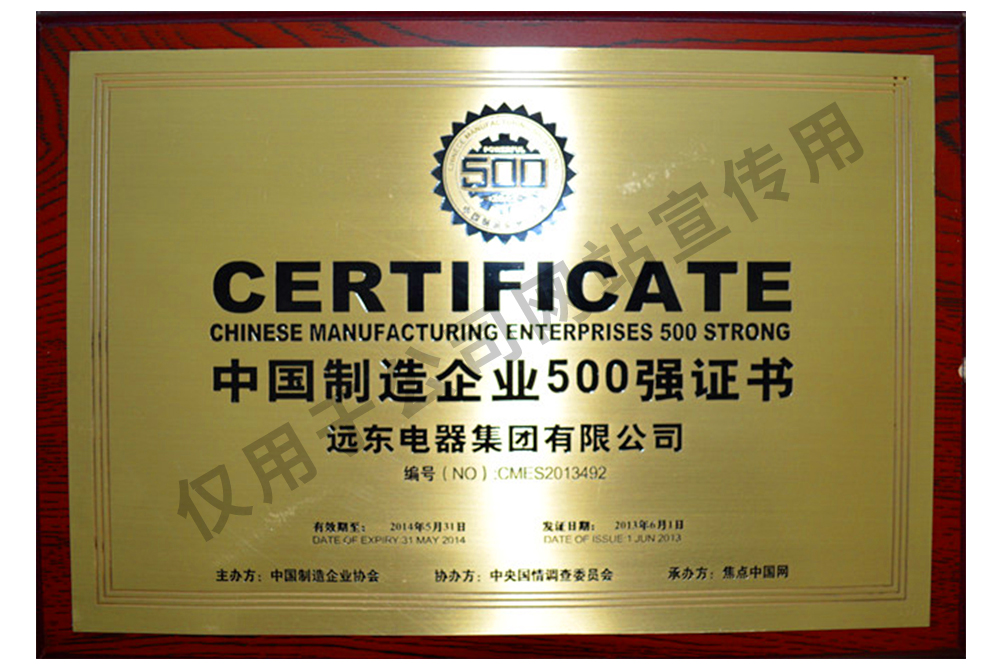 CHINESE MANUFACTURING
POWERFUL
500
CERTIFICATE
CHINESE MANUFACTURING ENTERPRISES 500 STRONG
中国制造企业500强证书
远东电器集团有限公司
编号(NO):CMES2013492
有效期至: 2014年5月31日 发证日期: 2013年6月1日
DATE OF EXPIRY:31 MAY 2014 DATE OF ISSUE:1 JUN 2013
主办方:中国制造企业协会 协办方:中央国情调查委员会 承办方:焦点中国网
仅用于公司网站宣传用